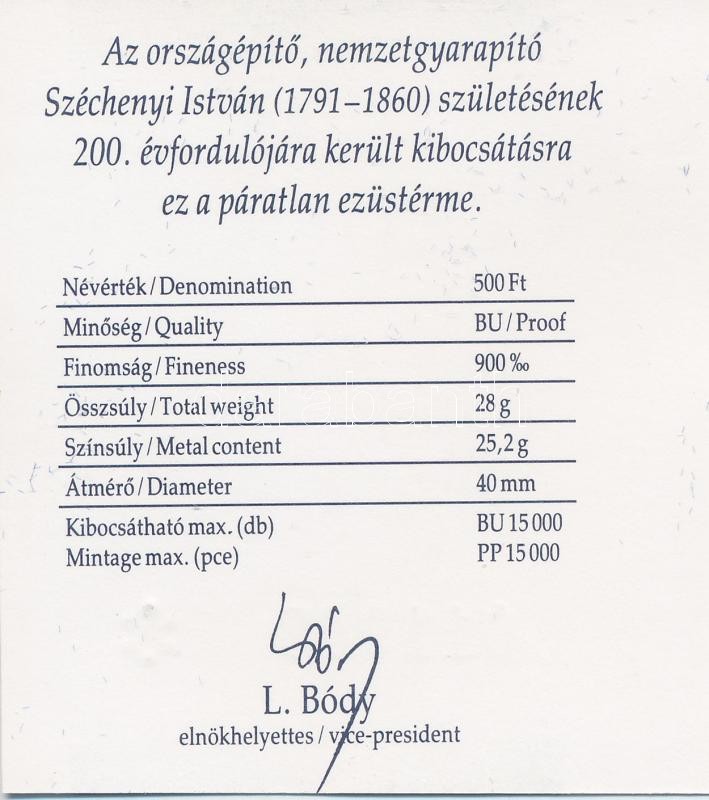 Az országépítő, nemzetgyarapító
Széchenyi István (1791–1860) születésének
200. évfordulójára került kibocsátásra
ez a páratlan ezüstérme.
Névérték / Denomination 500 Ft
Minőség / Quality BU / Proof
Finomság / Fineness 900 ‰
Összsúly / Total weight 28 g
Színsúly / Metal content 25,2 g
Átmérő / Diameter 40 mm
Kibocsátható max. (db) BU 15 000
Mintage max. (pce) PP 15 000
L. Bódy
elnökhelyettes / vice-president